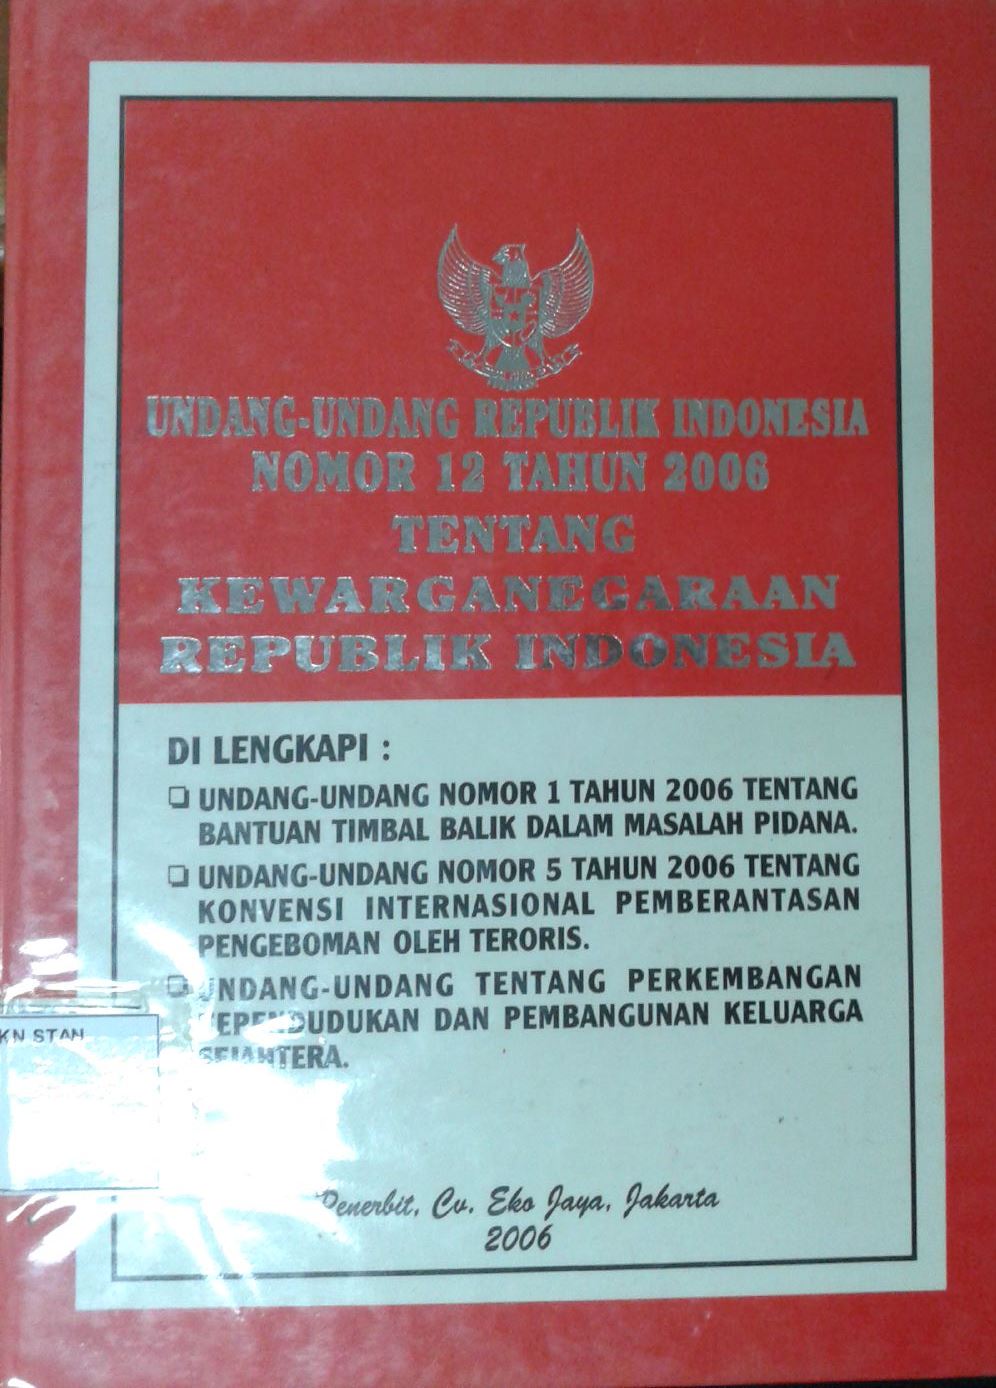 UNDANG-UNDANG REPUBLIK INDONESIA
NOMOR 12 TAHUN 2006
TENTANG
KEWARGANEGARAAN
REPUBLIK INDONESIA
DI LENGKAPI :
❏ UNDANG-UNDANG NOMOR 1 TAHUN 2006 TENTANG
BANTUAN TIMBAL BALIK DALAM MASALAH PIDANA.
❏ UNDANG-UNDANG NOMOR 5 TAHUN 2006 TENTANG
KONVENSI INTERNASIONAL PEMBERANTASAN
PENGEBOMAN OLEH TERORIS.
❏ UNDANG-UNDANG TENTANG PERKEMBANGAN
KEPENDUDUKAN DAN PEMBANGUNAN KELUARGA
SEJAHTERA.
KN STAN
Penerbit, Cv. Eko Jaya, Jakarta
2006